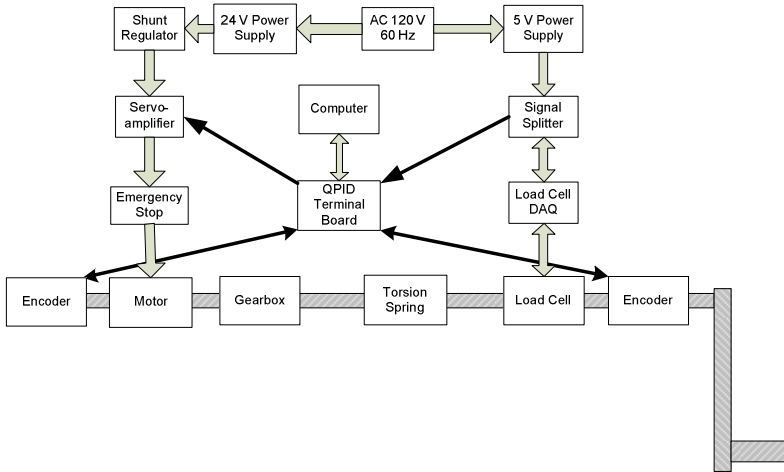 Shunt
Regulator
24 V Power
Supply
AC 120 V
60 Hz
5 V Power
Supply
Servo-
amplifier
Computer
Signal
Splitter
Emergency
Stop
QPID
Terminal
Board
Load Cell
DAQ
Encoder
Motor
Gearbox
Torsion
Spring
Load Cell
Encoder